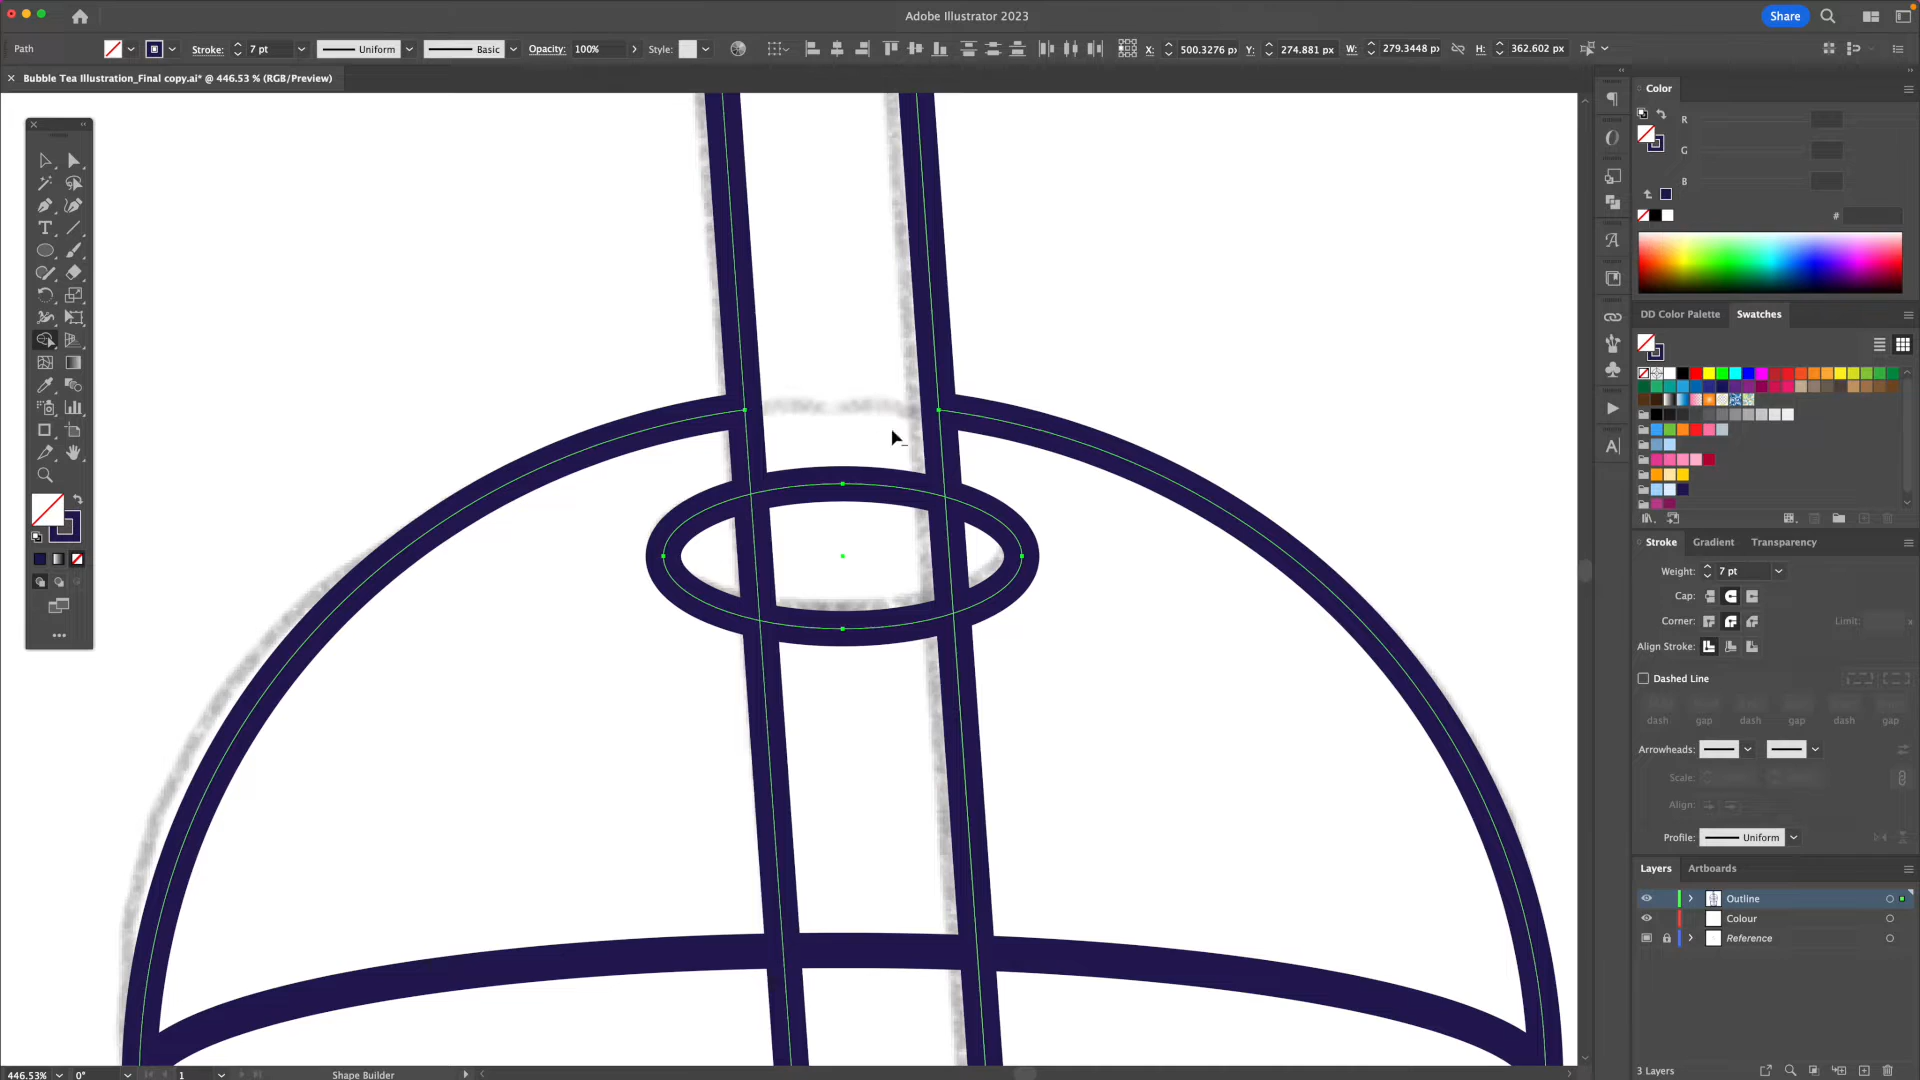 Adobe Illustrator 2023
Share
Path
Stroke:
7 pt
Uniform
Basic
Opacity:
100%
Style:
X:
500.3276 px
Y:
274.881 px
W:
279.3448 px
H:
362.602 px
Bubble Tea Illustration_Final copy.ai* @ 446.53 % (RGB/Preview)
Color
R
G
B
#
DD Color Palette
Swatches
Stroke
Gradient
Transparency
Weight:
7 pt
Cap:
Corner:
Limit:
Align Stroke:
Dashed Line
dash
gap
dash
gap
dash
gap
Arrowheads:
Scale:
Align:
Profile:
Uniform
Layers
Artboards
Outline
Colour
Reference
3 Layers
446.53%
0°
1
Shape Builder